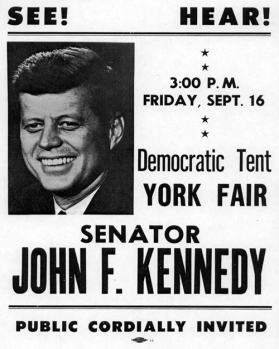 SEE! HEAR!
3:00 P.M.
FRIDAY, SEPT. 16
Democratic Tent
YORK FAIR
SENATOR
JOHN F. KENNEDY
PUBLIC CORDIALLY INVITED